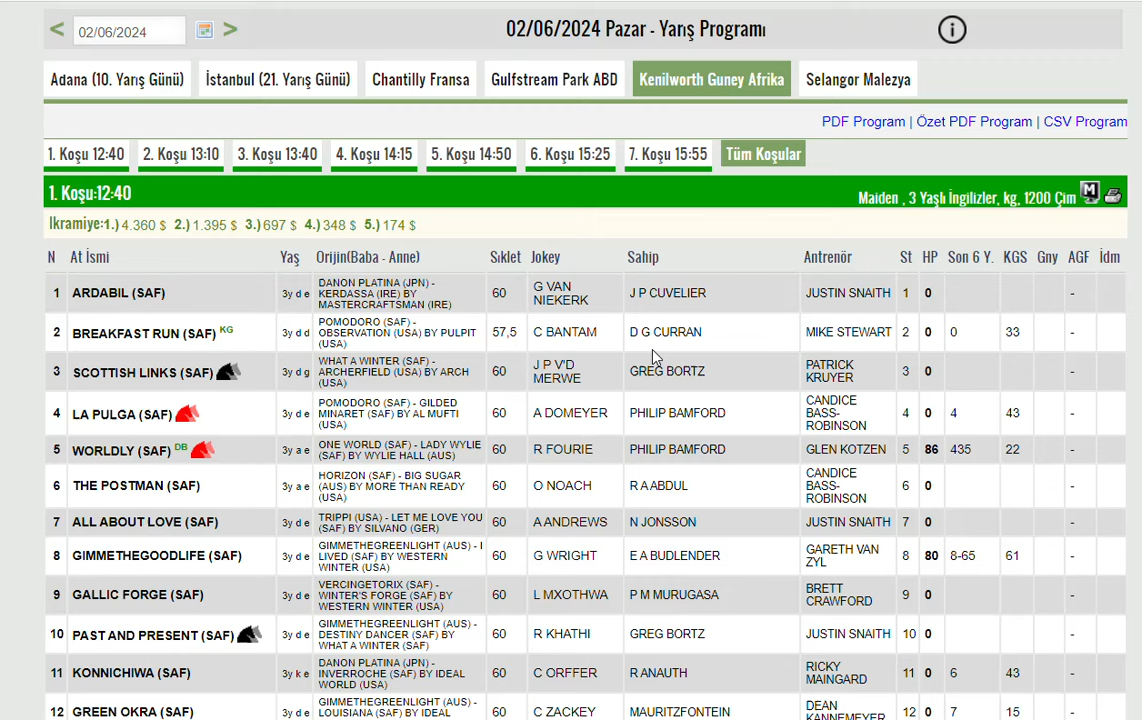 < 02/06/2024 >
02/06/2024 Pazar - Yarış Programı
i
Adana (10. Yarış Günü) İstanbul (21. Yarış Günü) Chantilly Fransa Gulfstream Park ABD Kenilworth Guney Afrika Selangor Malezya
PDF Program | Özet PDF Program | CSV Program
1. Koşu 12:40 2. Koşu 13:10 3. Koşu 13:40 4. Koşu 14:15 5. Koşu 14:50 6. Koşu 15:25 7. Koşu 15:55 Tüm Koşular
1. Koşu:12:40
Maiden , 3 Yaşlı İngilizler, kg, 1200 Çim M
İkramiye:1.) 4.360 $ 2.) 1.395 $ 3.) 697 $ 4.) 348 $ 5.) 174 $
N At İsmi Yaş Orijin(Baba - Anne) Sıklet Jokey Sahip Antrenör St HP Son 6 Y. KGS Gny AGF İdm
1 ARDABIL (SAF) 3y d e
DANON PLATINA (JPN) -
KERDASSA (IRE) BY
MASTERCRAFTSMAN (IRE)
60
G VAN
NIEKERK
J P CUVELIER JUSTIN SNAITH 1 0 -
2 BREAKFAST RUN (SAF) KG 3y d d
POMODORO (SAF) -
OBSERVATION (USA) BY PULPIT
(USA)
57,5 C BANTAM D G CURRAN MIKE STEWART 2 0 0 33 -
3 SCOTTISH LINKS (SAF) 3y d g
WHAT A WINTER (SAF) -
ARCHERFIELD (USA) BY ARCH
(USA)
60
J P V'D
MERWE
GREG BORTZ
PATRICK
KRUYER
3 0 -
4 LA PULGA (SAF) 3y d e
POMODORO (SAF) - GILDED
MINARET (SAF) BY AL MUFTI
(USA)
60 A DOMEYER PHILIP BAMFORD
CANDICE
BASS-
ROBINSON
4 0 4 43 -
5 WORLDLY (SAF) DB 3y a e
ONE WORLD (SAF) - LADY WYLIE
(SAF) BY WYLIE HALL (AUS)
60 R FOURIE PHILIP BAMFORD GLEN KOTZEN 5 86 435 22 -
6 THE POSTMAN (SAF) 3y a e
HORIZON (SAF) - BIG SUGAR
(AUS) BY MORE THAN READY
(USA)
60 O NOACH R A ABDUL
CANDICE
BASS-
ROBINSON
6 0 -
7 ALL ABOUT LOVE (SAF) 3y d e
TRIPPI (USA) - LET ME LOVE YOU
(SAF) BY SILVANO (GER)
60 A ANDREWS N JONSSON JUSTIN SNAITH 7 0 -
8 GIMMETHEGOODLIFE (SAF) 3y d e
GIMMETHEGREENLIGHT (AUS) - I
LIVED (SAF) BY WESTERN
WINTER (USA)
60 G WRIGHT E A BUDLENDER
GARETH VAN
ZYL
8 80 8-65 61 -
9 GALLIC FORGE (SAF) 3y d e
VERCINGETORIX (SAF) -
WINTER'S FORGE (SAF) BY
WESTERN WINTER (USA)
60 L MXOTHWA P M MURUGASA
BRETT
CRAWFORD
9 0 -
10 PAST AND PRESENT (SAF) 3y d e
GIMMETHEGREENLIGHT (AUS) -
DESTINY DANCER (SAF) BY
WHAT A WINTER (SAF)
60 R KHATHI GREG BORTZ JUSTIN SNAITH 10 0 -
11 KONNICHIWA (SAF) 3y k e
DANON PLATINA (JPN) -
INVERROCHE (SAF) BY IDEAL
WORLD (USA)
60 C ORFFER R ANAUTH
RICKY
MAINGARD
11 0 6 43 -
12 GREEN OKRA (SAF) 3y d e
GIMMETHEGREENLIGHT (AUS) -
LOUISIANA (SAF) BY IDEAL
60 C ZACKEY MAURITZFONTEIN
DEAN
KANNEMEYER
12 0 7 15 -